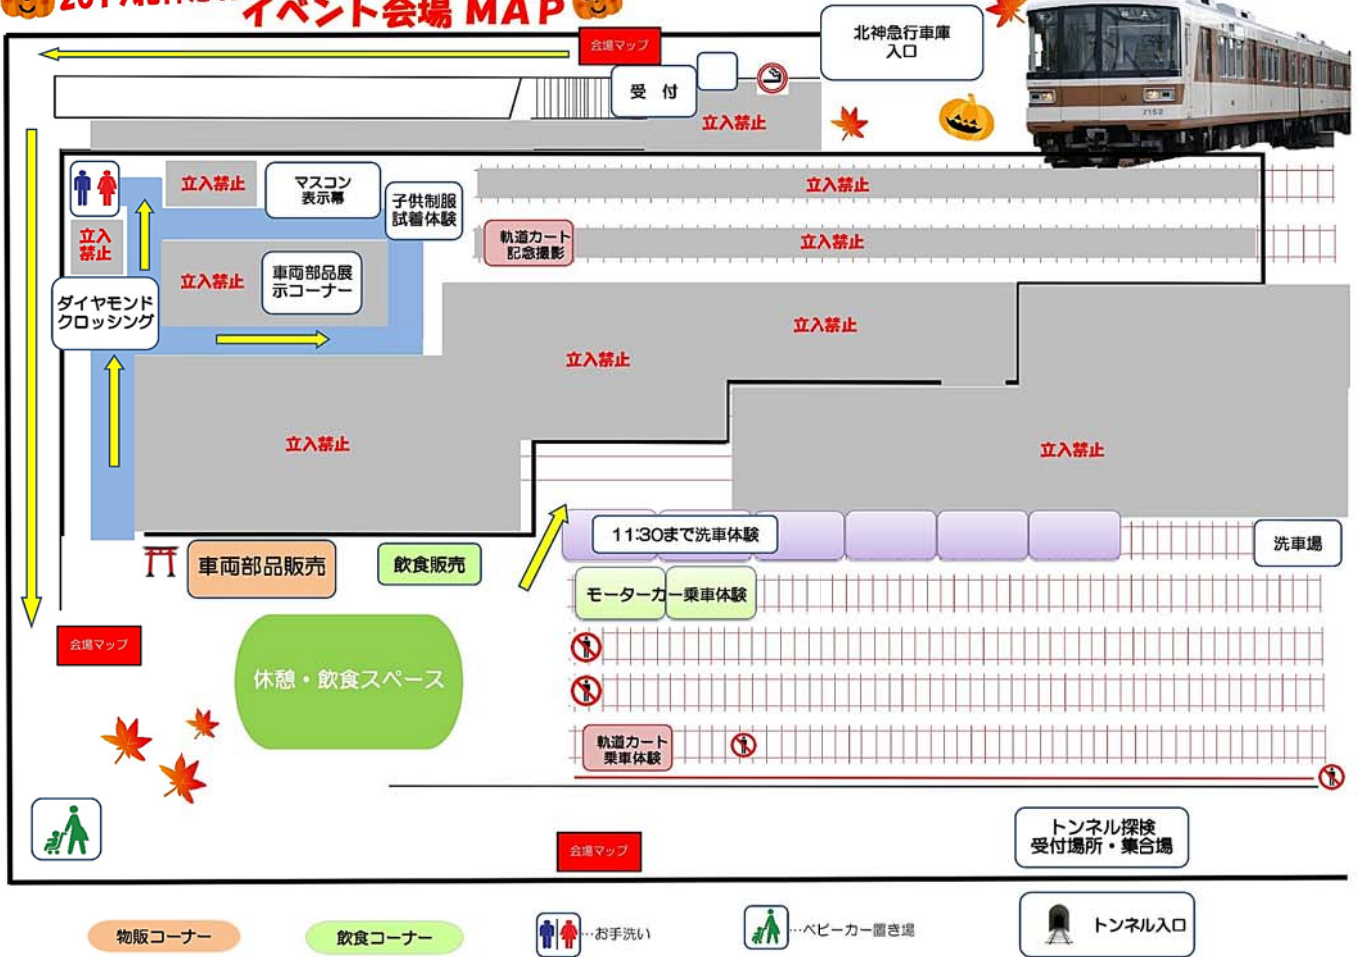 イベント会場 MAP
会場マップ
北神急行車庫
入口
受 付
立入禁止
7152
立入禁止
マスコン
表示幕
子供制服
試着体験
立入禁止
立入
禁止
軌道カート
記念撮影
立入禁止
立入禁止
車両部品展
示コーナー
ダイヤモンド
クロッシング
立入禁止
立入禁止
立入禁止
立入禁止
11:30まで洗車体験
洗車場
車両部品販売
飲食販売
モーターカー乗車体験
会場マップ
休憩・飲食スペース
軌道カート
乗車体験
会場マップ
トンネル探検
受付場所・集合場
物販コーナー
飲食コーナー
…お手洗い
…ベビーカー置き場
トンネル入口